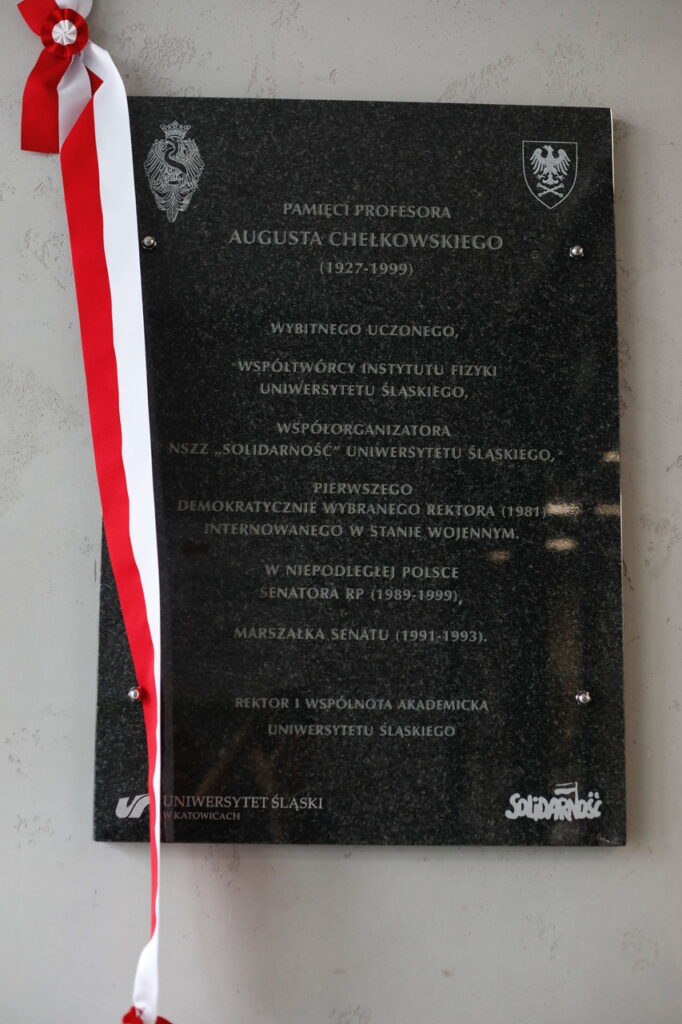 PAMIĘCI PROFESORA
AUGUSTA CHEŁKOWSKIEGO
(1927-1999)
WYBITNEGO UCZONEGO,
WSPÓŁTWÓRCY INSTYTUTU FIZYKI
UNIWERSYTETU ŚLĄSKIEGO,
WSPÓŁORGANIZATORA
NSZZ „SOLIDARNOŚĆ" UNIWERSYTETU ŚLĄSKIEGO,
PIERWSZEGO
DEMOKRATYCZNIE WYBRANEGO REKTORA (1981)
INTERNOWANEGO W STANIE WOJENNYM.
W NIEPODLEGŁEJ POLSCE
SENATORA RP (1989-1999),
MARSZAŁKA SENATU (1991-1993).
REKTOR I WSPÓLNOTA AKADEMICKA
UNIWERSYTETU ŚLĄSKIEGO
UNIWERSYTET ŚLĄSKI
W KATOWICACH
SOLIDARNOŚĆ